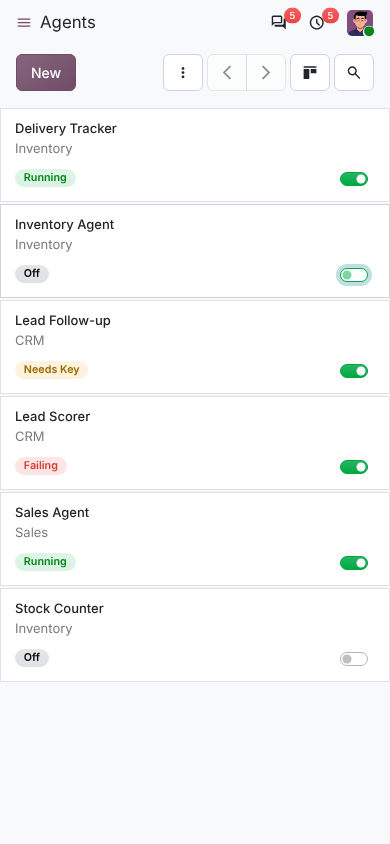 Agents
5
5
New
Delivery Tracker
Inventory
Running
Inventory Agent
Inventory
Off
Lead Follow-up
CRM
Needs Key
Lead Scorer
CRM
Failing
Sales Agent
Sales
Running
Stock Counter
Inventory
Off